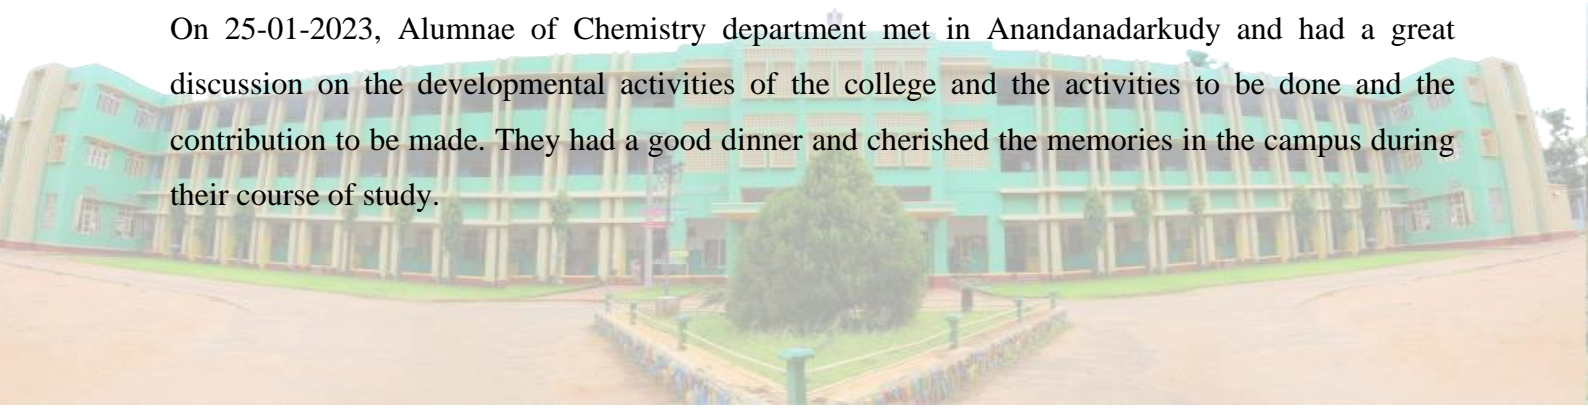 On 25-01-2023, Alumnae of Chemistry department met in Anandanadarkudy and had a great
discussion on the developmental activities of the college and the activities to be done and the
contribution to be made. They had a good dinner and cherished the memories in the campus during
their course of study.